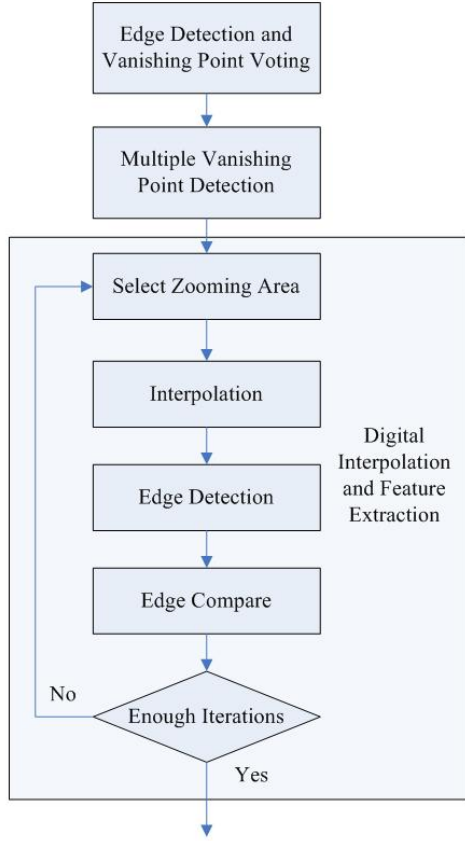 Edge Detection and
Vanishing Point Voting
Multiple Vanishing
Point Detection
Select Zooming Area
Interpolation
Edge Detection
Edge Compare
Digital
Interpolation
and Feature
Extraction
Enough Iterations
No
Yes